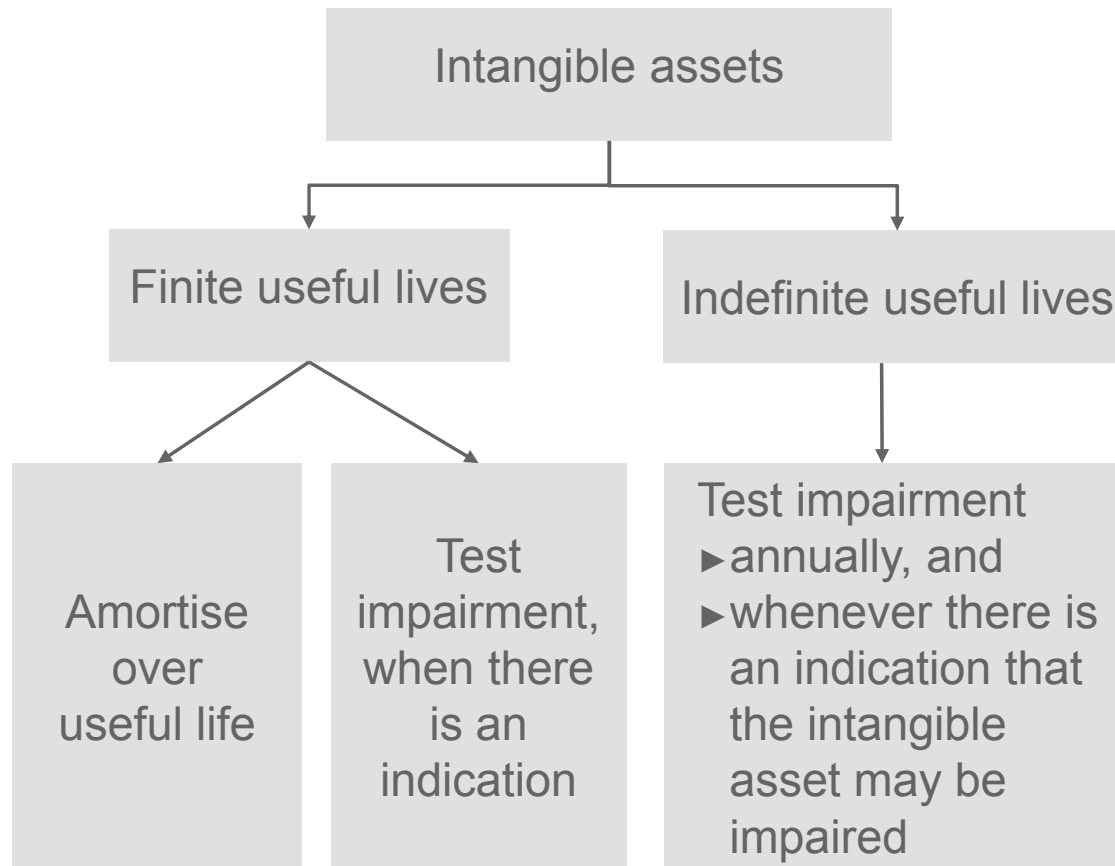 Intangible assets
Finite useful lives
Indefinite useful lives
Amortise
over
useful life
Test
impairment,
when there
is an
indication
Test impairment
►annually, and
►whenever there is
an indication that
the intangible
asset may be
impaired